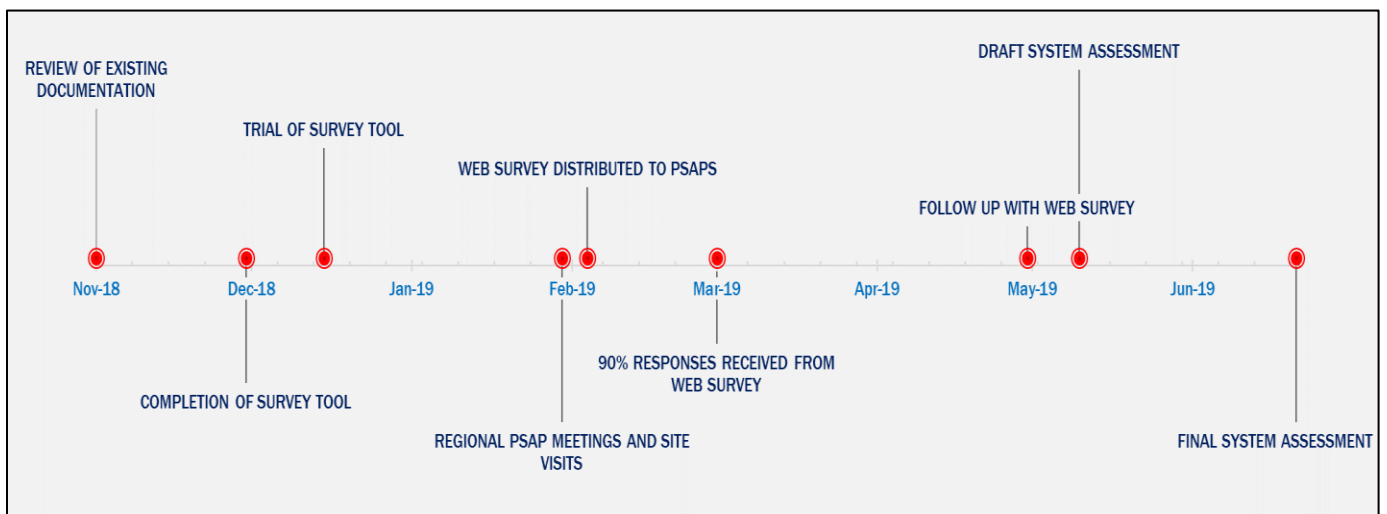 DRAFT SYSTEM ASSESSMENT
REVIEW OF EXISTING
DOCUMENTATION
TRIAL OF SURVEY TOOL
WEB SURVEY DISTRIBUTED TO PSAPS
FOLLOW UP WITH WEB SURVEY
Nov-18
Dec-18
Jan-19
Feb-19
Mar-19
Apr-19
May-19
Jun-19
90% RESPONSES RECEIVED FROM
WEB SURVEY
COMPLETION OF SURVEY TOOL
REGIONAL PSAP MEETINGS AND SITE
VISITS
FINAL SYSTEM ASSESSMENT